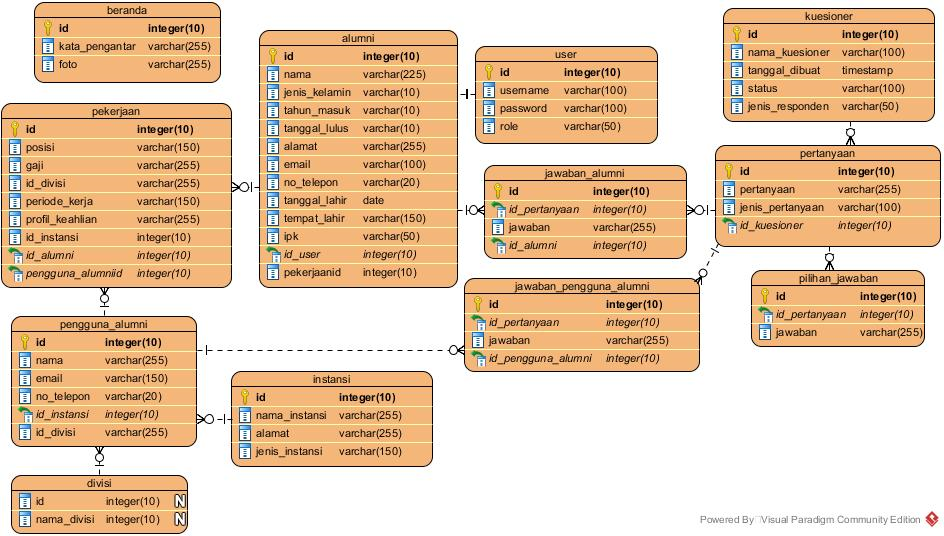 beranda
id integer(10)
kata_pengantar varchar(255)
foto varchar(255)
pekerjaan
id integer(10)
posisi varchar(150)
gaji varchar(255)
id_divisi varchar(255)
periode_kerja varchar(150)
profil_keahlian varchar(255)
id_instansi integer(10)
id_alumni integer(10)
pengguna_alumniid integer(10)
alumni
id integer(10)
nama varchar(225)
jenis_kelamin varchar(10)
tahun_masuk varchar(10)
tanggal_lulus varchar(10)
alamat varchar(255)
email varchar(100)
no_telepon varchar(20)
tanggal_lahir date
tempat_lahir varchar(150)
ipk varchar(50)
id_user integer(10)
pekerjaanid integer(10)
user
id integer(10)
username varchar(100)
password varchar(100)
role varchar(50)
kuesioner
id integer(10)
nama_kuesioner varchar(100)
tanggal_dibuat timestamp
status varchar(100)
jenis_responden varchar(50)
pertanyaan
id integer(10)
pertanyaan varchar(255)
jenis_pertanyaan varchar(100)
id_kuesioner integer(10)
jawaban_alumni
id integer(10)
id_pertanyaan integer(10)
jawaban varchar(255)
id_alumni integer(10)
jawaban_pengguna_alumni
id integer(10)
id_pertanyaan integer(10)
jawaban varchar(255)
id_pengguna_alumni integer(10)
pilihan_jawaban
id integer(10)
id_pertanyaan integer(10)
jawaban varchar(255)
pengguna_alumni
id integer(10)
nama varchar(255)
email varchar(150)
no_telepon varchar(20)
id_instansi integer(10)
id_divisi varchar(255)
instansi
id integer(10)
nama_instansi varchar(255)
alamat varchar(255)
jenis_instansi varchar(150)
divisi
id integer(10) N
nama_divisi integer(10) N
Powered By Visual Paradigm Community Edition